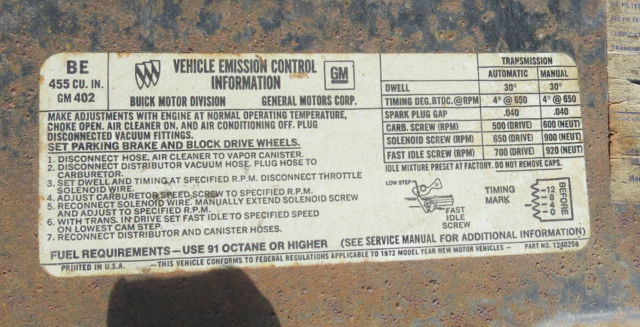 BE
455 CU. IN.
GM 402
VEHICLE EMISSION CONTROL
INFORMATION
GM
BUICK MOTOR DIVISION GENERAL MOTORS CORP.
TRANSMISSION
AUTOMATIC MANUAL
DWELL 30° 30°
TIMING DEG.BTDC.@RPM 4° @ 650 4° @ 650
SPARK PLUG GAP .040 .040
CARB. SCREW (RPM) 500 (DRIVE) 600 (NEUT)
SOLENOID SCREW (RPM) 650 (DRIVE) 900 (NEUT)
FAST IDLE SCREW (RPM) 700 (DRIVE) 920 (NEUT)
IDLE MIXTURE PRESET AT FACTORY. DO NOT REMOVE CAPS.
MAKE ADJUSTMENTS WITH ENGINE AT NORMAL OPERATING TEMPERATURE,
CHOKE OPEN. AIR CLEANER ON, AND AIR CONDITIONING OFF. PLUG
DISCONNECTED VACUUM FITTINGS.
SET PARKING BRAKE AND BLOCK DRIVE WHEELS.
1. DISCONNECT HOSE, AIR CLEANER TO VAPOR CANISTER.
2. DISCONNECT DISTRIBUTOR VACUUM HOSE. PLUG HOSE TO
CARBURETOR.
3. SET DWELL AND TIMING AT SPECIFIED R.P.M. DISCONNECT THROTTLE
SOLENOID WIRE.
4. ADJUST CARBURETOR SPEED SCREW TO SPECIFIED R.P.M.
5. RECONNECT SOLENOID WIRE. MANUALLY EXTEND SOLENOID SCREW
AND ADJUST TO SPECIFIED R.P.M.
6. WITH TRANS. IN DRIVE SET FAST IDLE TO SPECIFIED SPEED
ON LOWEST CAM STEP.
7. RECONNECT DISTRIBUTOR AND CANISTER HOSES.
LOW STEP
FAST
IDLE
SCREW
TIMING
MARK
12
8
4
0
BEFORE
FUEL REQUIREMENTS—USE 91 OCTANE OR HIGHER (SEE SERVICE MANUAL FOR ADDITIONAL INFORMATION)
PRINTED IN U.S.A. —THIS VEHICLE CONFORMS TO FEDERAL REGULATIONS APPLICABLE TO 1972 MODEL YEAR NEW MOTOR VEHICLES— PART NO. 1240256
OIL FILTER
AIR FILTE
LUBRICAT